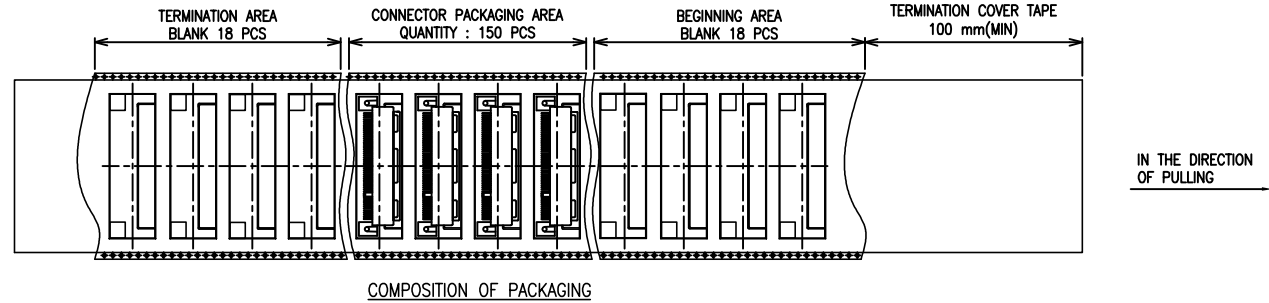 TERMINATION AREA
BLANK 18 PCS
CONNECTOR PACKAGING AREA
QUANTITY : 150 PCS
BEGINNING AREA
BLANK 18 PCS
TERMINATION COVER TAPE
100 mm(MIN)
IN THE DIRECTION
OF PULLING
COMPOSITION OF PACKAGING